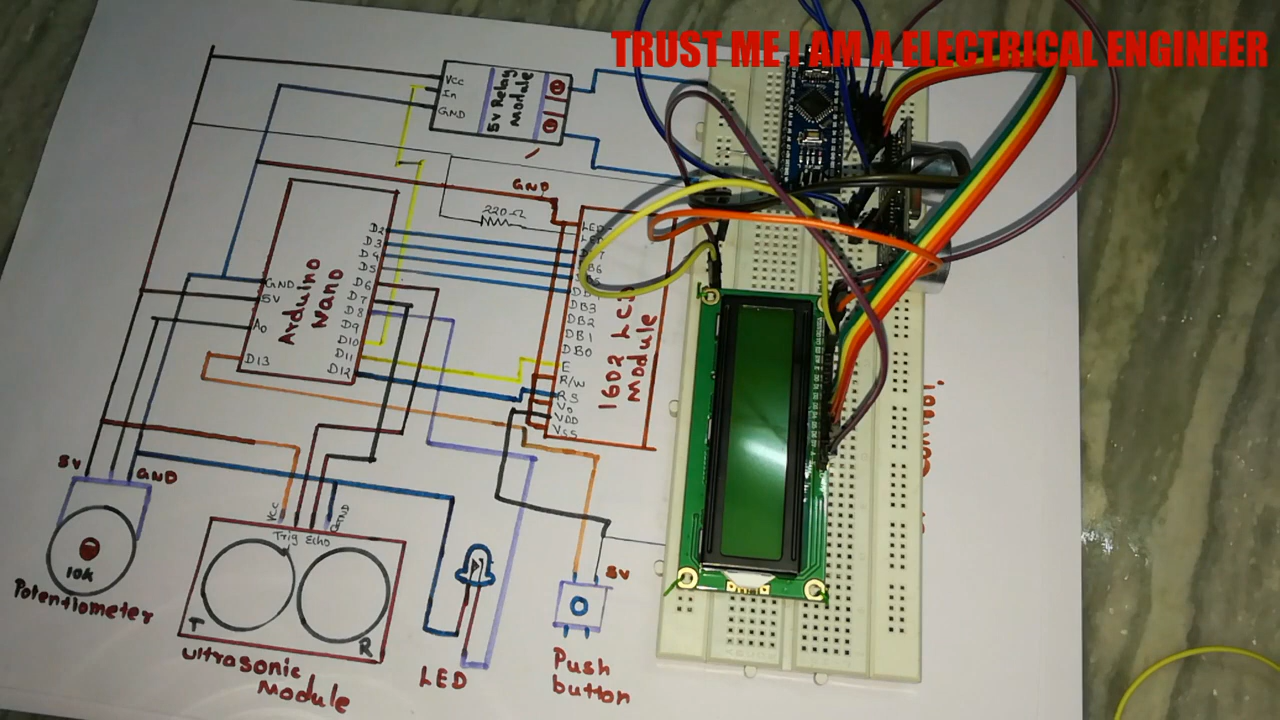 TRUST ME I AM A ELECTRICAL ENGINEER
Vcc
In
GND
5v Relay
Module
GND
220 Ω
Arduino
Nano
GND
5V
A0
D13
D2
D3
D4
D5
D6
D7
D8
D9
D10
D11
D12
DB3
DB2
DB1
DB0
E
R/W
RS
Vo
VDD
VSS
Module
5v
GND
10k
Potentiometer
Vcc
Trig
Echo
GND
T
R
Ultrasonic
Module
LED
5V
Push
button